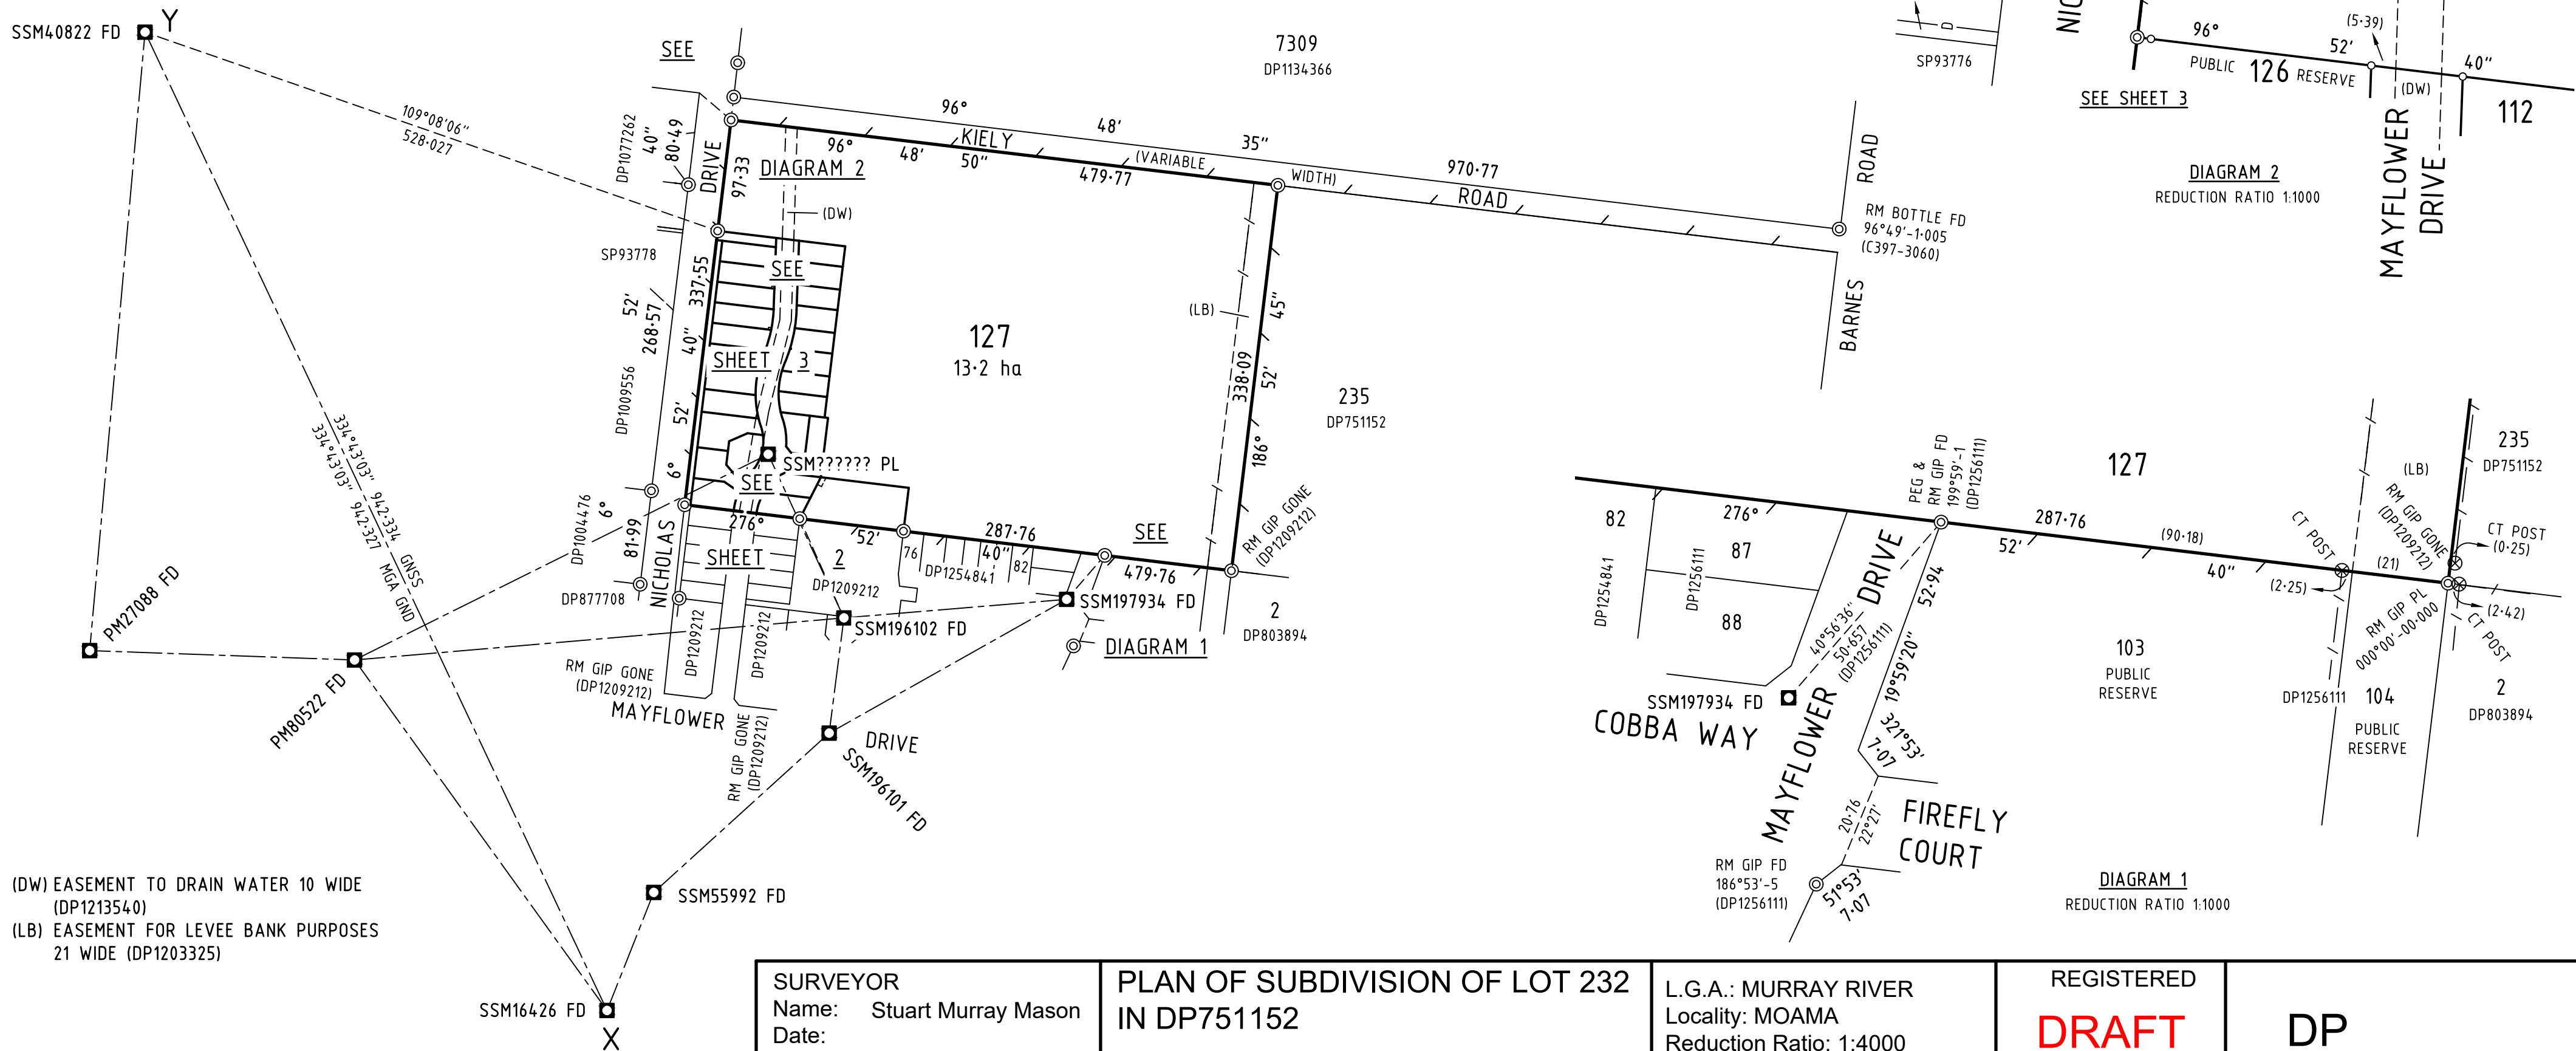 SSM40822 FD
Y
109°08'06"
528·027
334°43'03" 942·334 GNSS
334°43'03" 942·327 MGA GND
PM27088 FD
PM80522 FD
SSM16426 FD
X
SSM55992 FD
SSM196101 FD
SSM196102 FD
SSM197934 FD
SSM?????? PL
SEE
7309
DP1134366
96° 48' 35" 970·77
KIELY (VARIABLE WIDTH) ROAD
96° 48' 50" 479·77
DIAGRAM 2
(DW)
DP1077262
40"
80·49
DRIVE
97·33
SP93778
52'
268·57
DP1009556
337·55
40"
52'
6°
DP1004476
6°
81·99
DP877708
NICHOLAS
SEE
SHEET 3
SEE
SHEET 2
127
13·2 ha
(LB)
338·09
45"
52'
186°
235
DP751152
ROAD
BARNES
RM BOTTLE FD
96°49'-1·005
(C397-3060)
276° 52' 40" 287·76
479·76
SEE
DIAGRAM 1
76
DP1254841
82
DP1209212
DP1209212
DP1209212
RM GIP GONE
(DP1209212)
RM GIP GONE
(DP1209212)
RM GIP GONE
(DP1209212)
2
DP803894
MAYFLOWER
DRIVE
(DW) EASEMENT TO DRAIN WATER 10 WIDE
(DP1213540)
(LB) EASEMENT FOR LEVEE BANK PURPOSES
21 WIDE (DP1203325)
D
SP93776
NIC
96° 52' 40"
(5·39)
PUBLIC 126 RESERVE
(DW)
112
SEE SHEET 3
MAYFLOWER
DRIVE
DIAGRAM 2
REDUCTION RATIO 1:1000
82
DP1254841
276°
87
DP1256111
88
PEG &
RM GIP FD
199°59'-1
(DP1256111)
127
287·76
52'
(90·18)
40"
CT POST
(2·25)
(21)
(LB)
RM GIP GONE
(DP1209212)
CT POST
(0·25)
235
DP751152
(2·42)
CT POST
RM GIP PL
000°00'-00·000
2
DP803894
DP1256111
104
PUBLIC
RESERVE
103
PUBLIC
RESERVE
MAYFLOWER DRIVE
40°56'36"
50·657
(DP1256111)
52·94
19°59'20"
321°53'
7·07
SSM197934 FD
COBBA WAY
20·76
22°27'
FIREFLY
COURT
RM GIP FD
186°53'-5
(DP1256111)
51°53'
7·07
DIAGRAM 1
REDUCTION RATIO 1:1000
SURVEYOR
Name: Stuart Murray Mason
Date:
PLAN OF SUBDIVISION OF LOT 232
IN DP751152
L.G.A.: MURRAY RIVER
Locality: MOAMA
Reduction Ratio: 1:4000
REGISTERED
DRAFT
DP